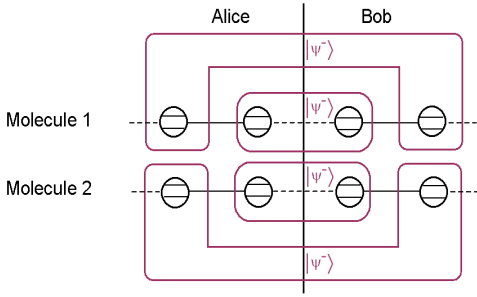 Alice Bob
|ψ⁻⟩
Molecule 1 |ψ⁻⟩
Molecule 2 |ψ⁻⟩
|ψ⁻⟩